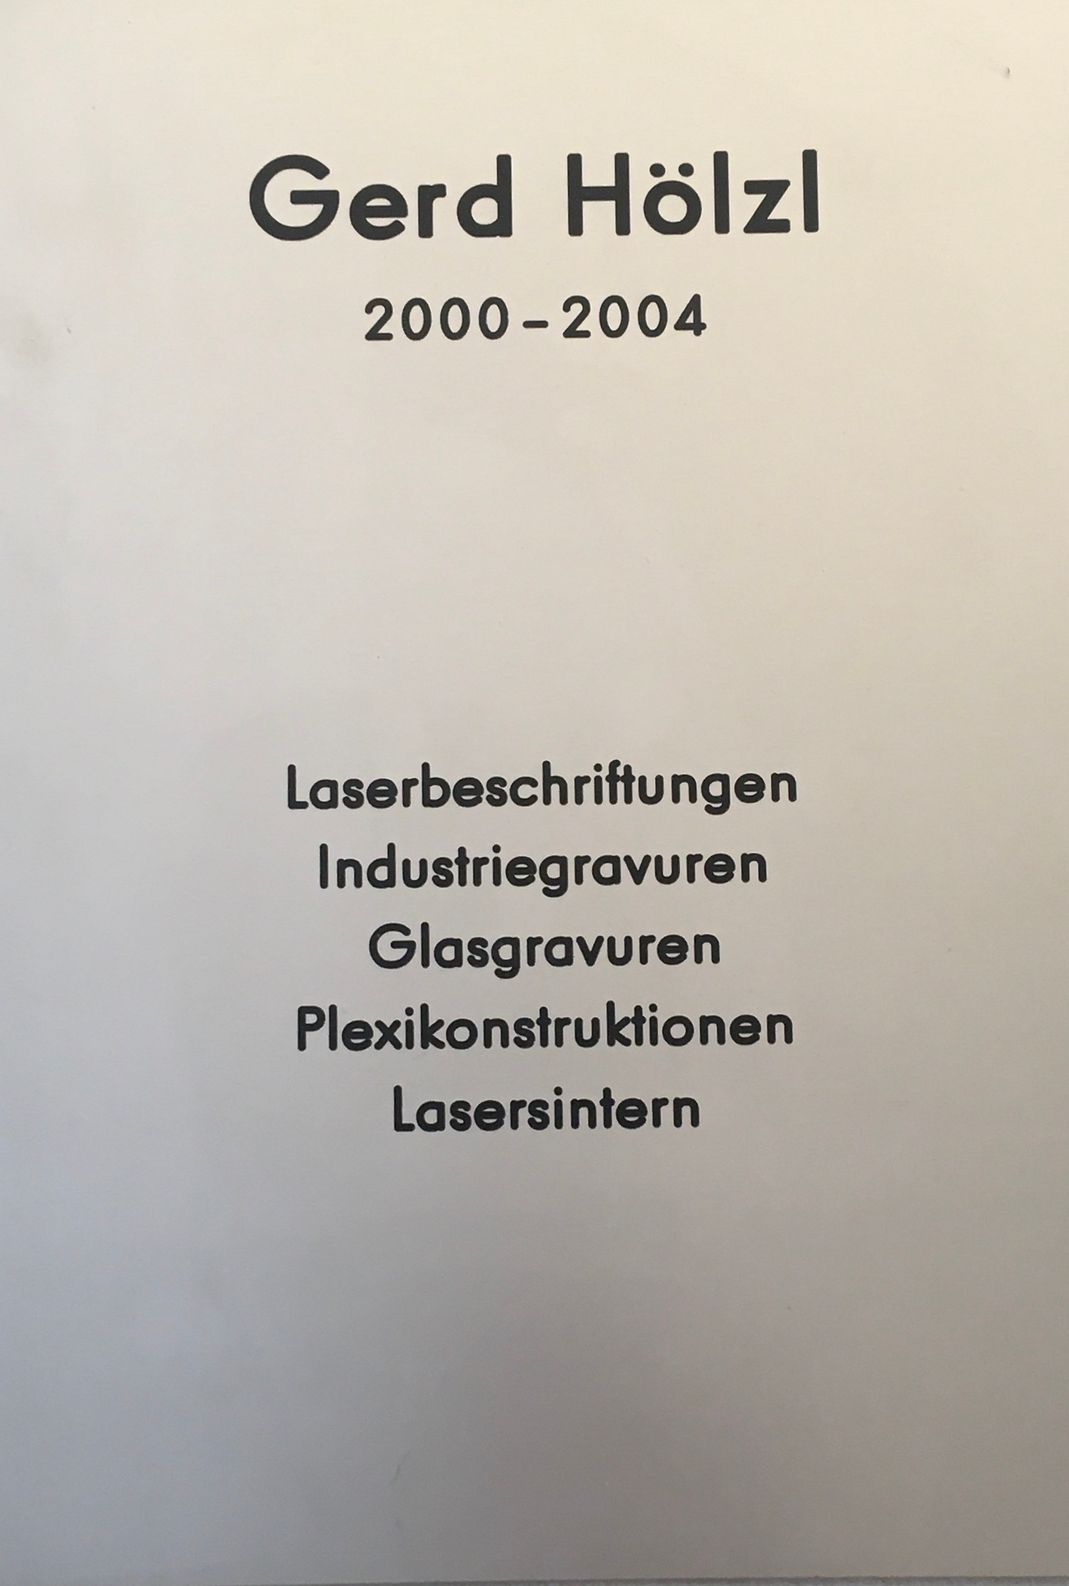 Gerd Hölzl
2000-2004
Laserbeschriftungen
Industriegravuren
Glasgravuren
Plexikonstruktionen
Lasersintern